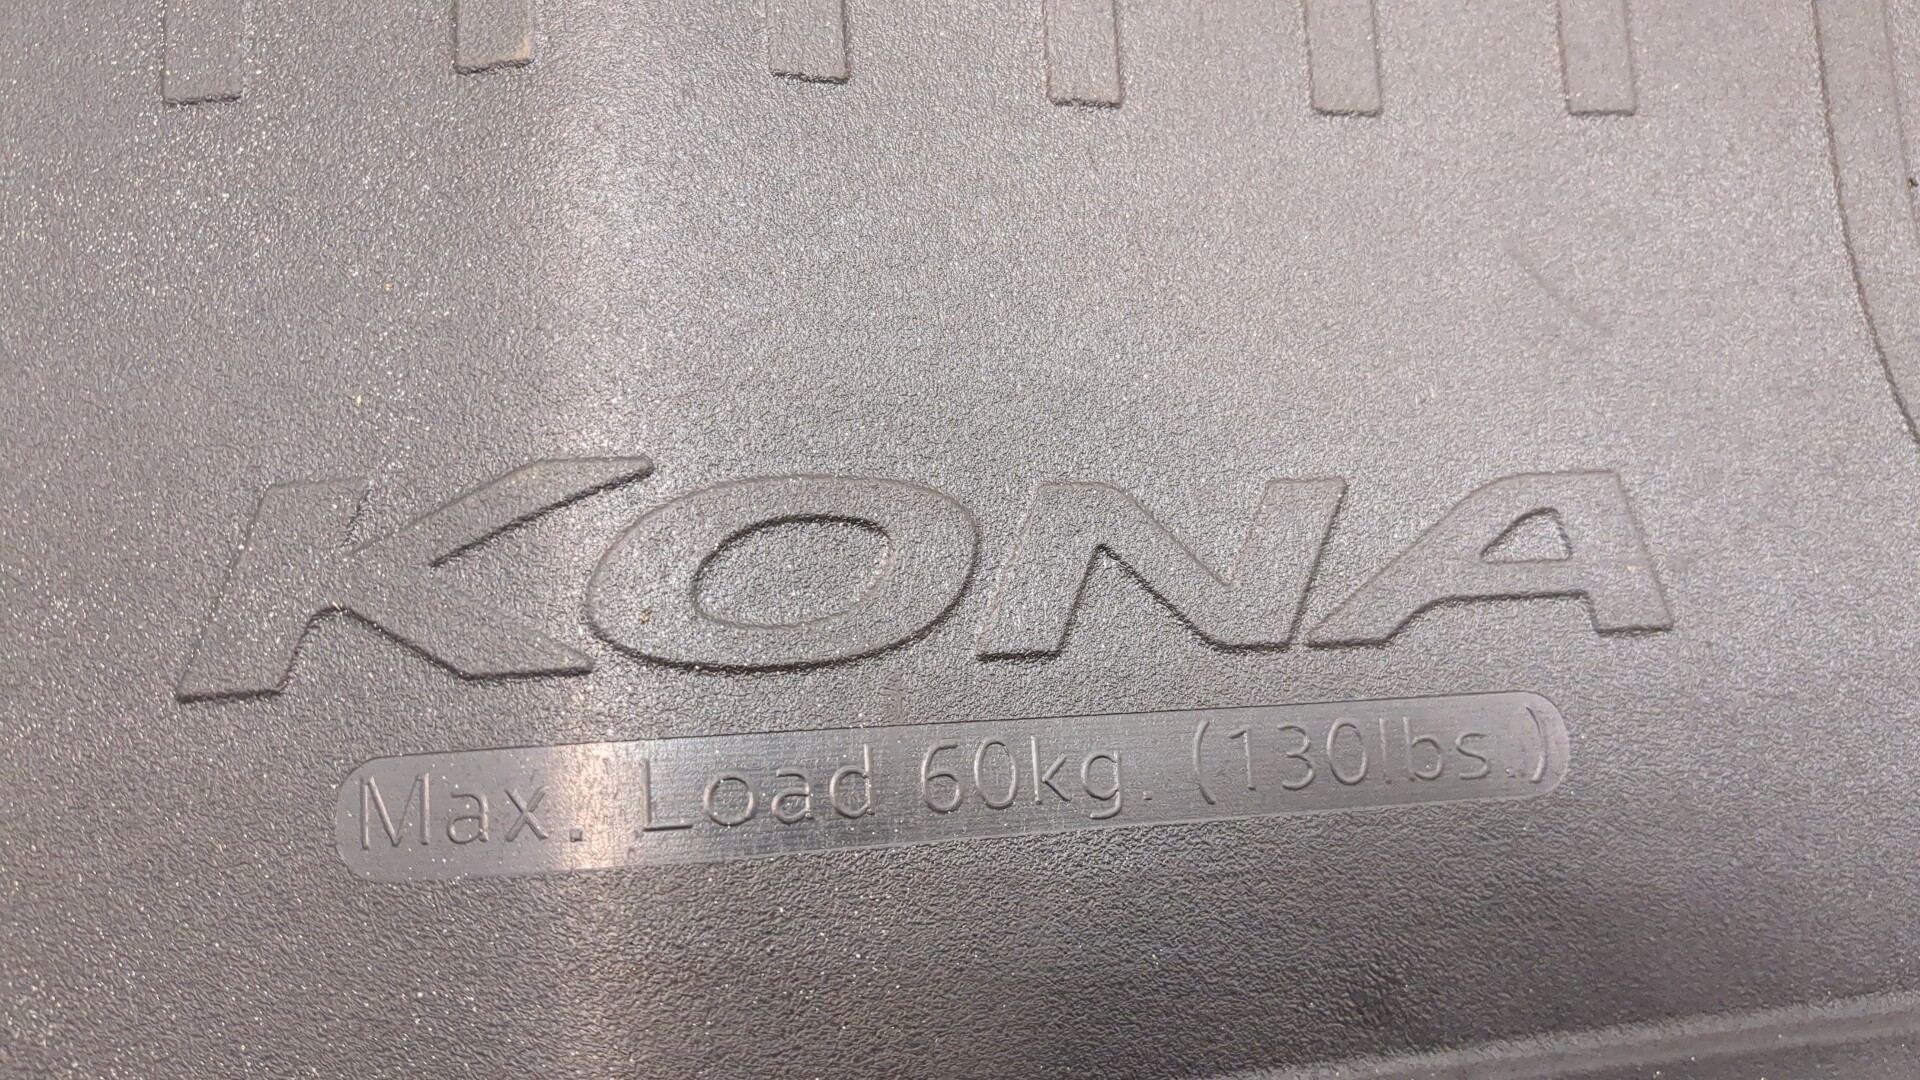 KONA
Max. Load 60kg. (130lbs.)